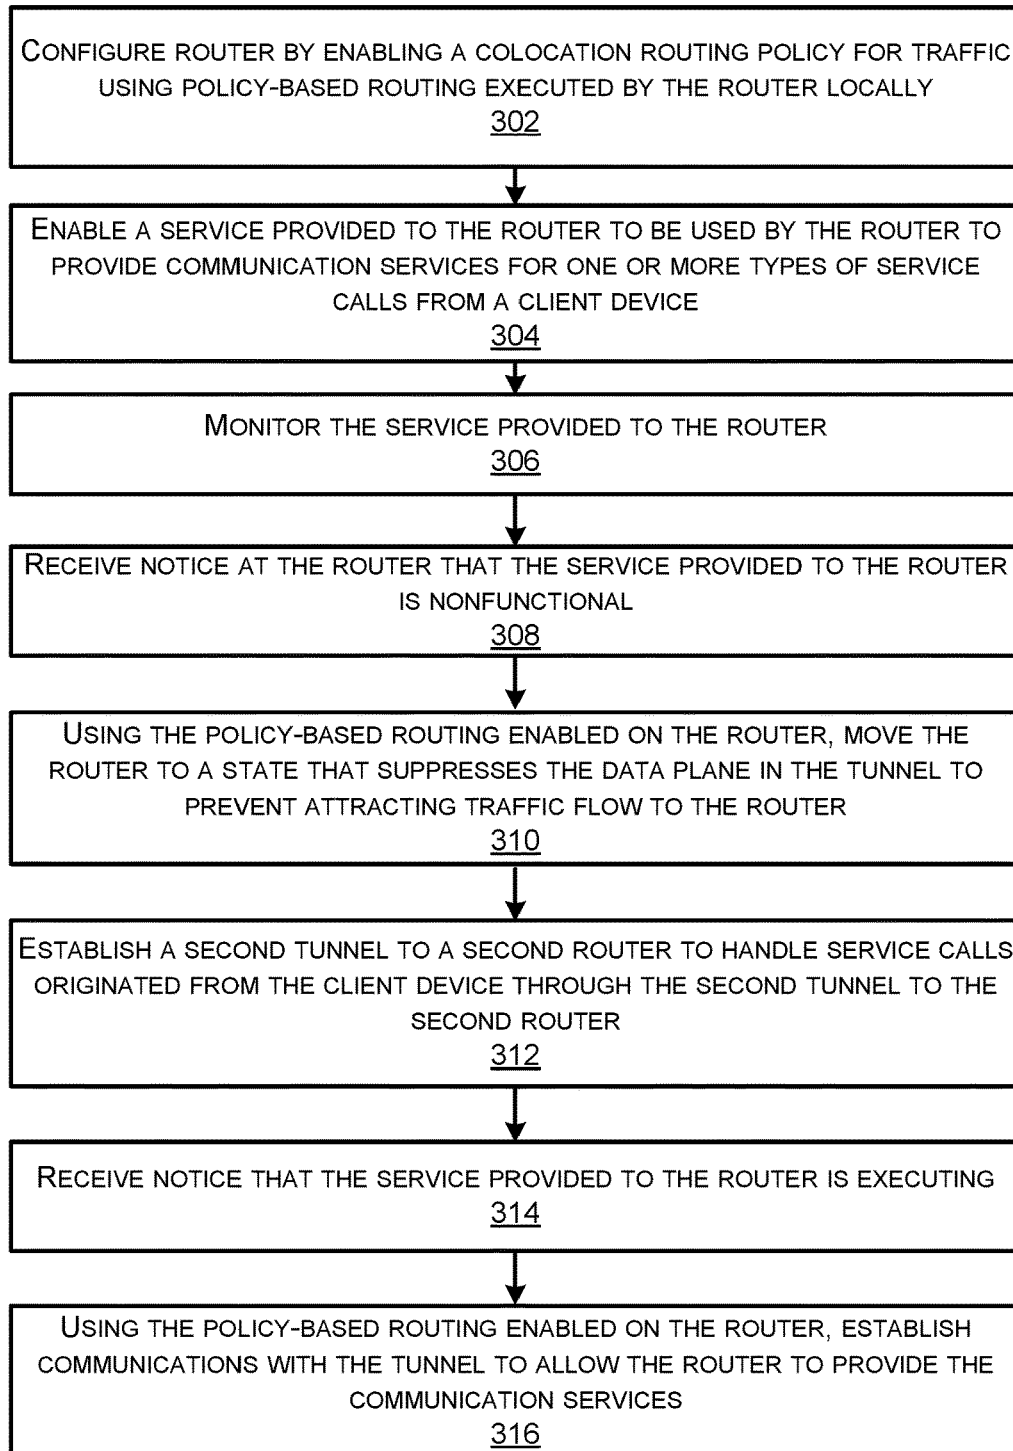 CONFIGURE ROUTER BY ENABLING A COLOCATION ROUTING POLICY FOR TRAFFIC
USING POLICY-BASED ROUTING EXECUTED BY THE ROUTER LOCALLY
302
ENABLE A SERVICE PROVIDED TO THE ROUTER TO BE USED BY THE ROUTER TO
PROVIDE COMMUNICATION SERVICES FOR ONE OR MORE TYPES OF SERVICE
CALLS FROM A CLIENT DEVICE
304
MONITOR THE SERVICE PROVIDED TO THE ROUTER
306
RECEIVE NOTICE AT THE ROUTER THAT THE SERVICE PROVIDED TO THE ROUTER
IS NONFUNCTIONAL
308
USING THE POLICY-BASED ROUTING ENABLED ON THE ROUTER, MOVE THE
ROUTER TO A STATE THAT SUPPRESSES THE DATA PLANE IN THE TUNNEL TO
PREVENT ATTRACTING TRAFFIC FLOW TO THE ROUTER
310
ESTABLISH A SECOND TUNNEL TO A SECOND ROUTER TO HANDLE SERVICE CALLS
ORIGINATED FROM THE CLIENT DEVICE THROUGH THE SECOND TUNNEL TO THE
SECOND ROUTER
312
RECEIVE NOTICE THAT THE SERVICE PROVIDED TO THE ROUTER IS EXECUTING
314
USING THE POLICY-BASED ROUTING ENABLED ON THE ROUTER, ESTABLISH
COMMUNICATIONS WITH THE TUNNEL TO ALLOW THE ROUTER TO PROVIDE THE
COMMUNICATION SERVICES
316